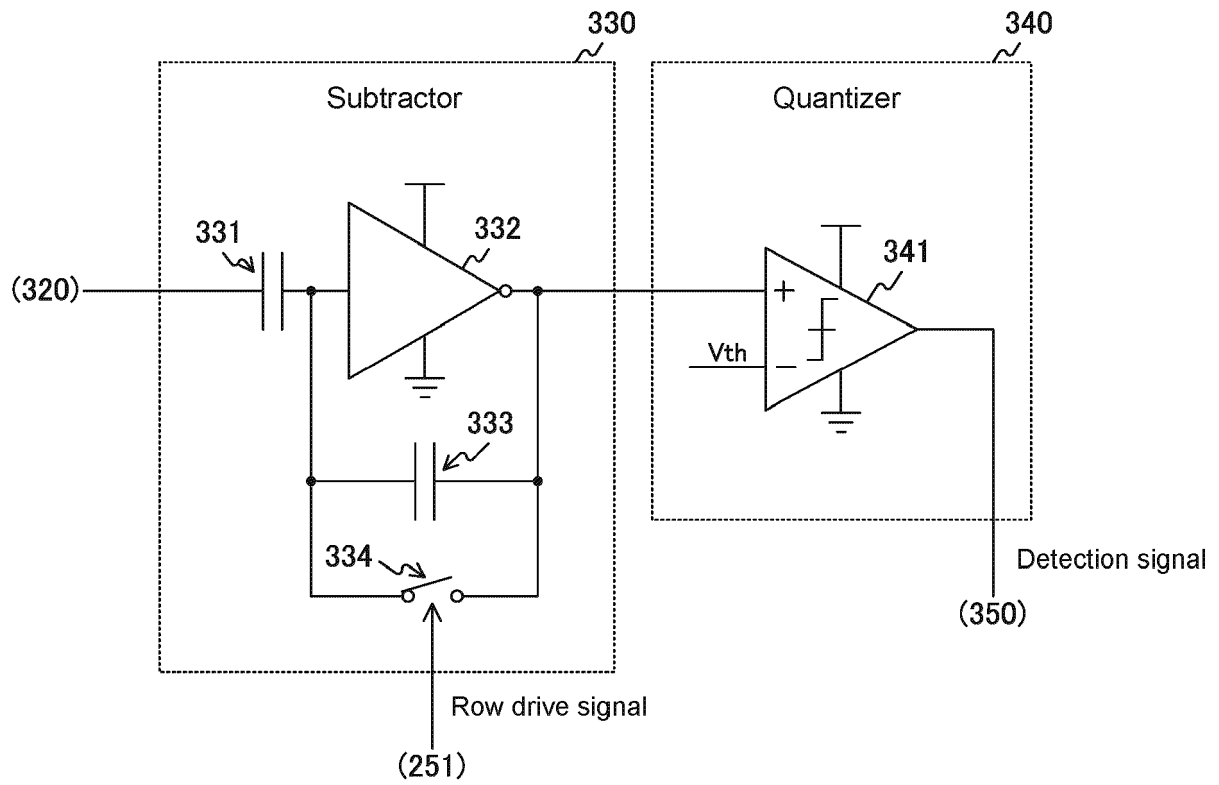 330
340
Subtractor
Quantizer
331
332
341
(320)
+
Vth
−
333
334
Detection signal
(350)
Row drive signal
(251)